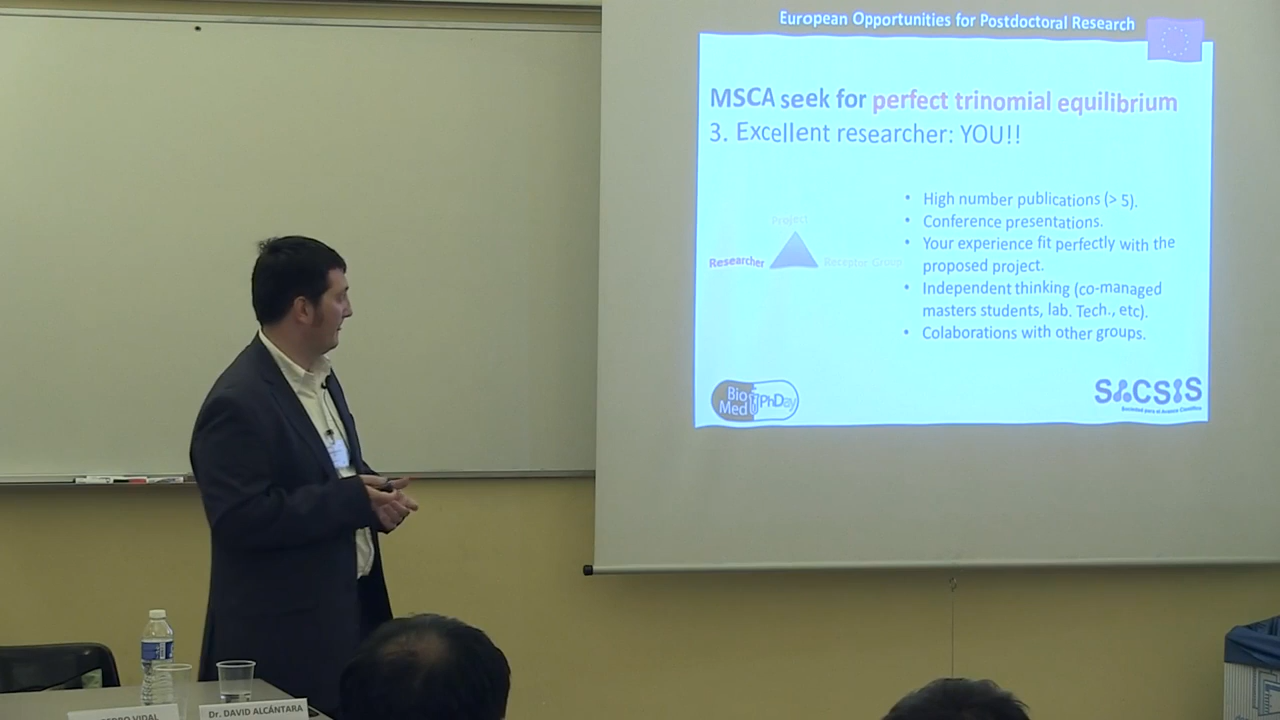 European Opportunities for Postdoctoral Research
MSCA seek for perfect trinomial equilibrium
3. Excellent researcher: YOU!!
Project
Researcher
Receptor Group
• High number publications (> 5).
• Conference presentations.
• Your experience fit perfectly with the
proposed project.
• Independent thinking (co-managed
masters students, lab. Tech., etc).
• Colaborations with other groups.
Bio
Med PhDay
SACSIS
Sociedad para el Avance Científico
VIDAL
Dr. DAVID ALCÁNTARA